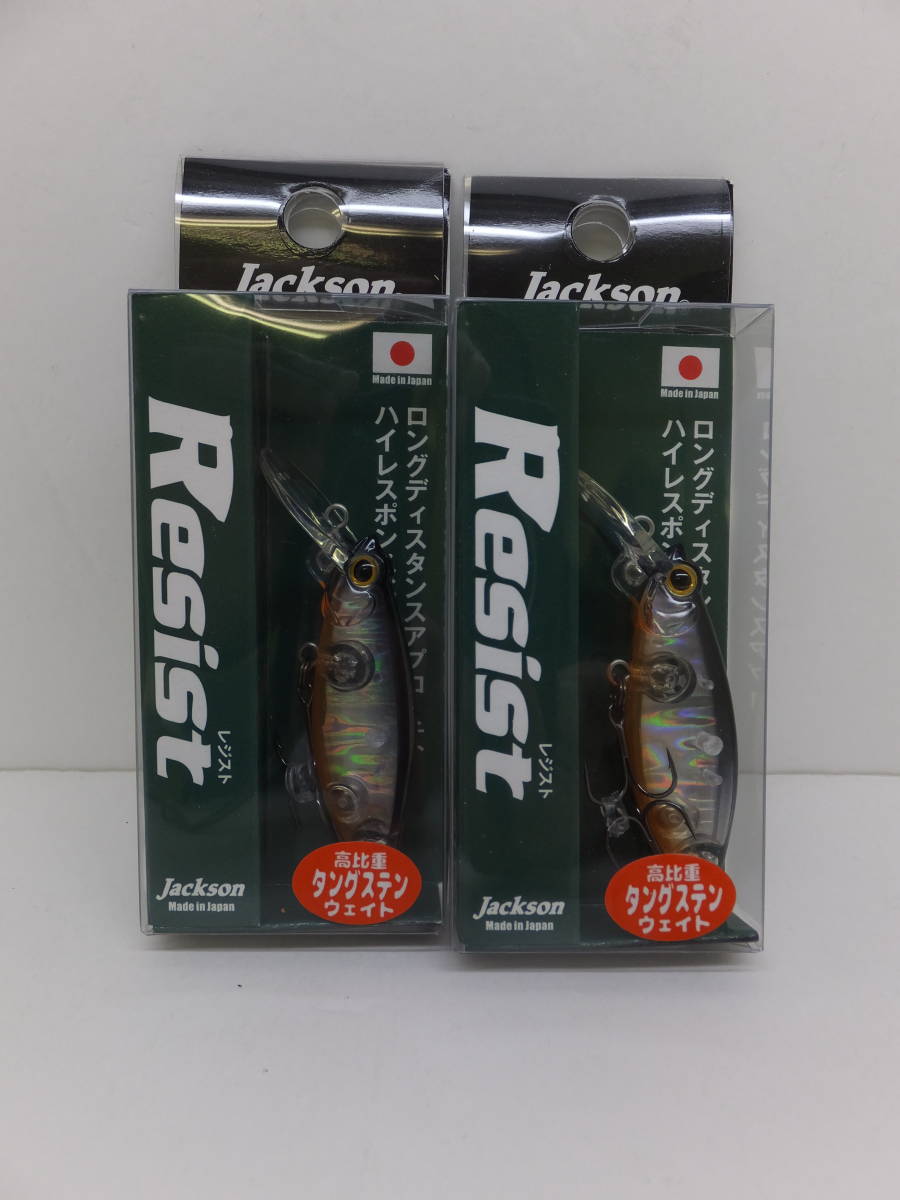 Jackson
Made in Japan
ロングディスタンスアプロ
ハイレスポン
Resist
レジスト
高比重
タングステン
ウェイト
Jackson
Made in Japan
Jackson
Made in Japan
ロングディスタン
ハイレスポン
Resist
レジスト
高比重
タングステン
ウェイト
Jackson
Made in Japan